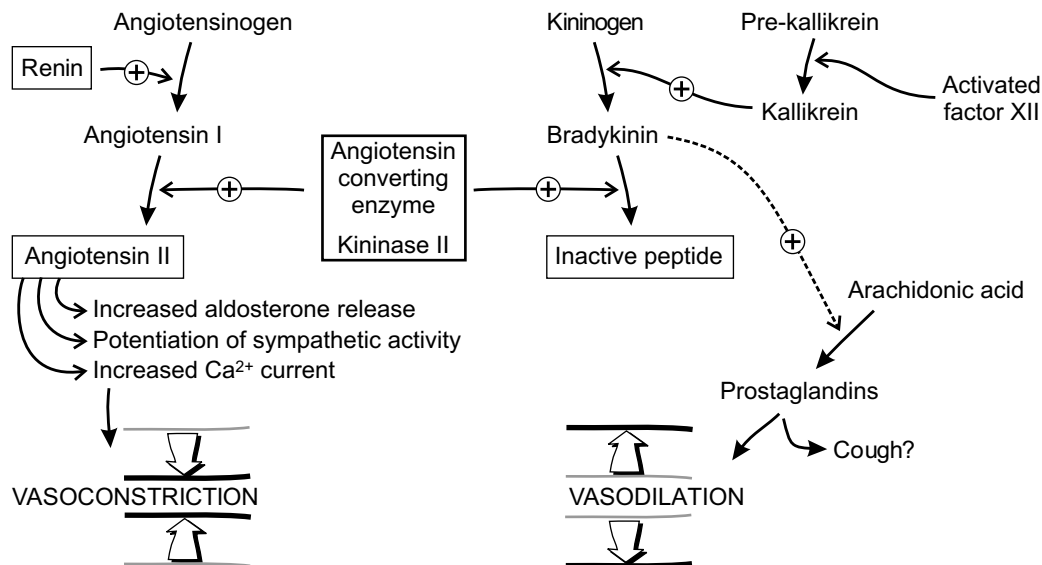 Angiotensinogen
Kininogen
Pre-kallikrein
Renin
+
+
Activated
factor XII
Kallikrein
Angiotensin I
Bradykinin
Angiotensin
converting
enzyme
Kininase II
+
+
+
Angiotensin II
Inactive peptide
Arachidonic acid
Increased aldosterone release
Potentiation of sympathetic activity
Increased Ca²⁺ current
Prostaglandins
Cough?
VASOCONSTRICTION
VASODILATION